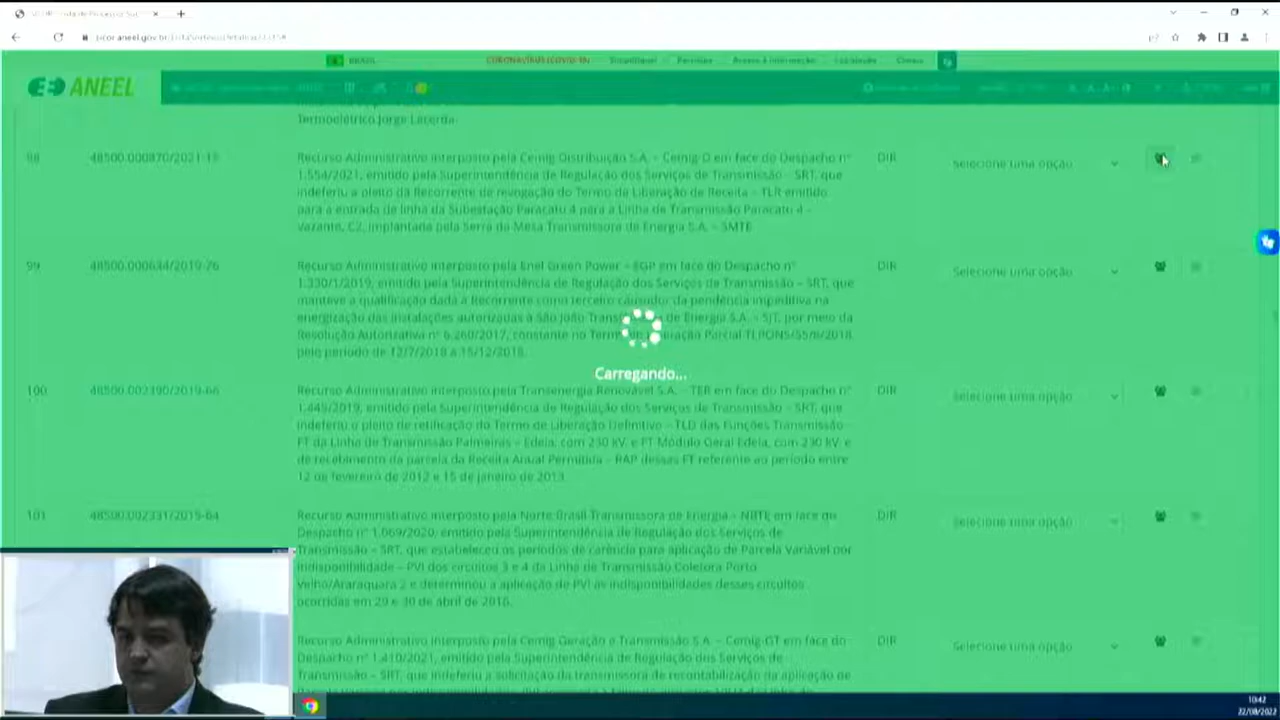 BRASIL
CORONAVÍRUS (COVID-19)
Simplifique!
Participe
Acesso à informação
Legislação
Canais
ANEEL
Termoelétrico Jorge Lacerda
98
Recurso Administrativo interposto pela Cemig Distribuição S.A. – Cemig-D em face do Despacho nº
DIR
Selecione uma opção
1.554/2021, emitido pela Superintendência de Regulação dos Serviços de Transmissão – SRT, que
indeferiu o pleito da Recorrente de revogação do Termo de Liberação de Receita – TLR emitido
para a entrada de linha da Subestação Paracatu 4 para a Linha de Transmissão Paracatu 4 –
Vazante, C2, implantada pela Serra da Mesa Transmissora de Energia S.A. – SMTE
99
48500.000634/2019-76
Recurso Administrativo interposto pela Enel Green Power – EGP em face do Despacho nº
DIR
Selecione uma opção
1.330/1/2019, emitido pela Superintendência de Regulação dos Serviços de Transmissão – SRT, que
manteve a qualificação dada à Recorrente como terceiro causador da pendência impeditiva na
energização das instalações autorizadas à São João Trans de Energia S.A. – SJT, por meio da
Resolução Autorizativa nº 6.260/2017, constante no Term
pelo período de 12/7/2018 a 15/12/2018.
Carregando...
100
48500.002390/2019-66
Recurso Administrativo interposto pela Transenergia Renovável S.A. – TER em face do Despacho nº
DIR
Selecione uma opção
1.445/2019, emitido pela Superintendência de Regulação dos Serviços de Transmissão – SRT, que
indeferiu o pleito de retificação do Termo de Liberação Definitivo – TLD das Funções Transmissão –
FT da Linha de Transmissão Palmeiras – Edeia, com 230 kV, e FT Módulo Geral Edeia, com 230 kV, e
de recebimento da parcela da Receita Anual Permitida – RAP dessas FT referente ao período entre
12 de fevereiro de 2012 e 15 de janeiro de 2013.
101
48500.002331/2019-64
Recurso Administrativo interposto pela Norte Brasil Transmissora de Energia – NBTE em face do
DIR
Selecione uma opção
Despacho nº 1.069/2020, emitido pela Superintendência de Regulação dos Serviços de
Transmissão – SRT, que estabeleceu os períodos de carência para aplicação de Parcela Variável por
Indisponibilidade – PVI dos circuitos 3 e 4 da Linha de Transmissão Coletora Porto
Velho/Araraquara 2 e determinou a aplicação de PVI às indisponibilidades desses circuitos
ocorridas em 29 e 30 de abril de 2016.
Recurso Administrativo interposto pela Cemig Geração e Transmissão S.A. – Cemig-GT em face do
DIR
Selecione uma opção
Despacho nº 1.410/2021, emitido pela Superintendência de Regulação dos Serviços de
Transmissão – SRT, que indeferiu a solicitação da transmissora de recontabilização da aplicação de
10:42
22/08/2022